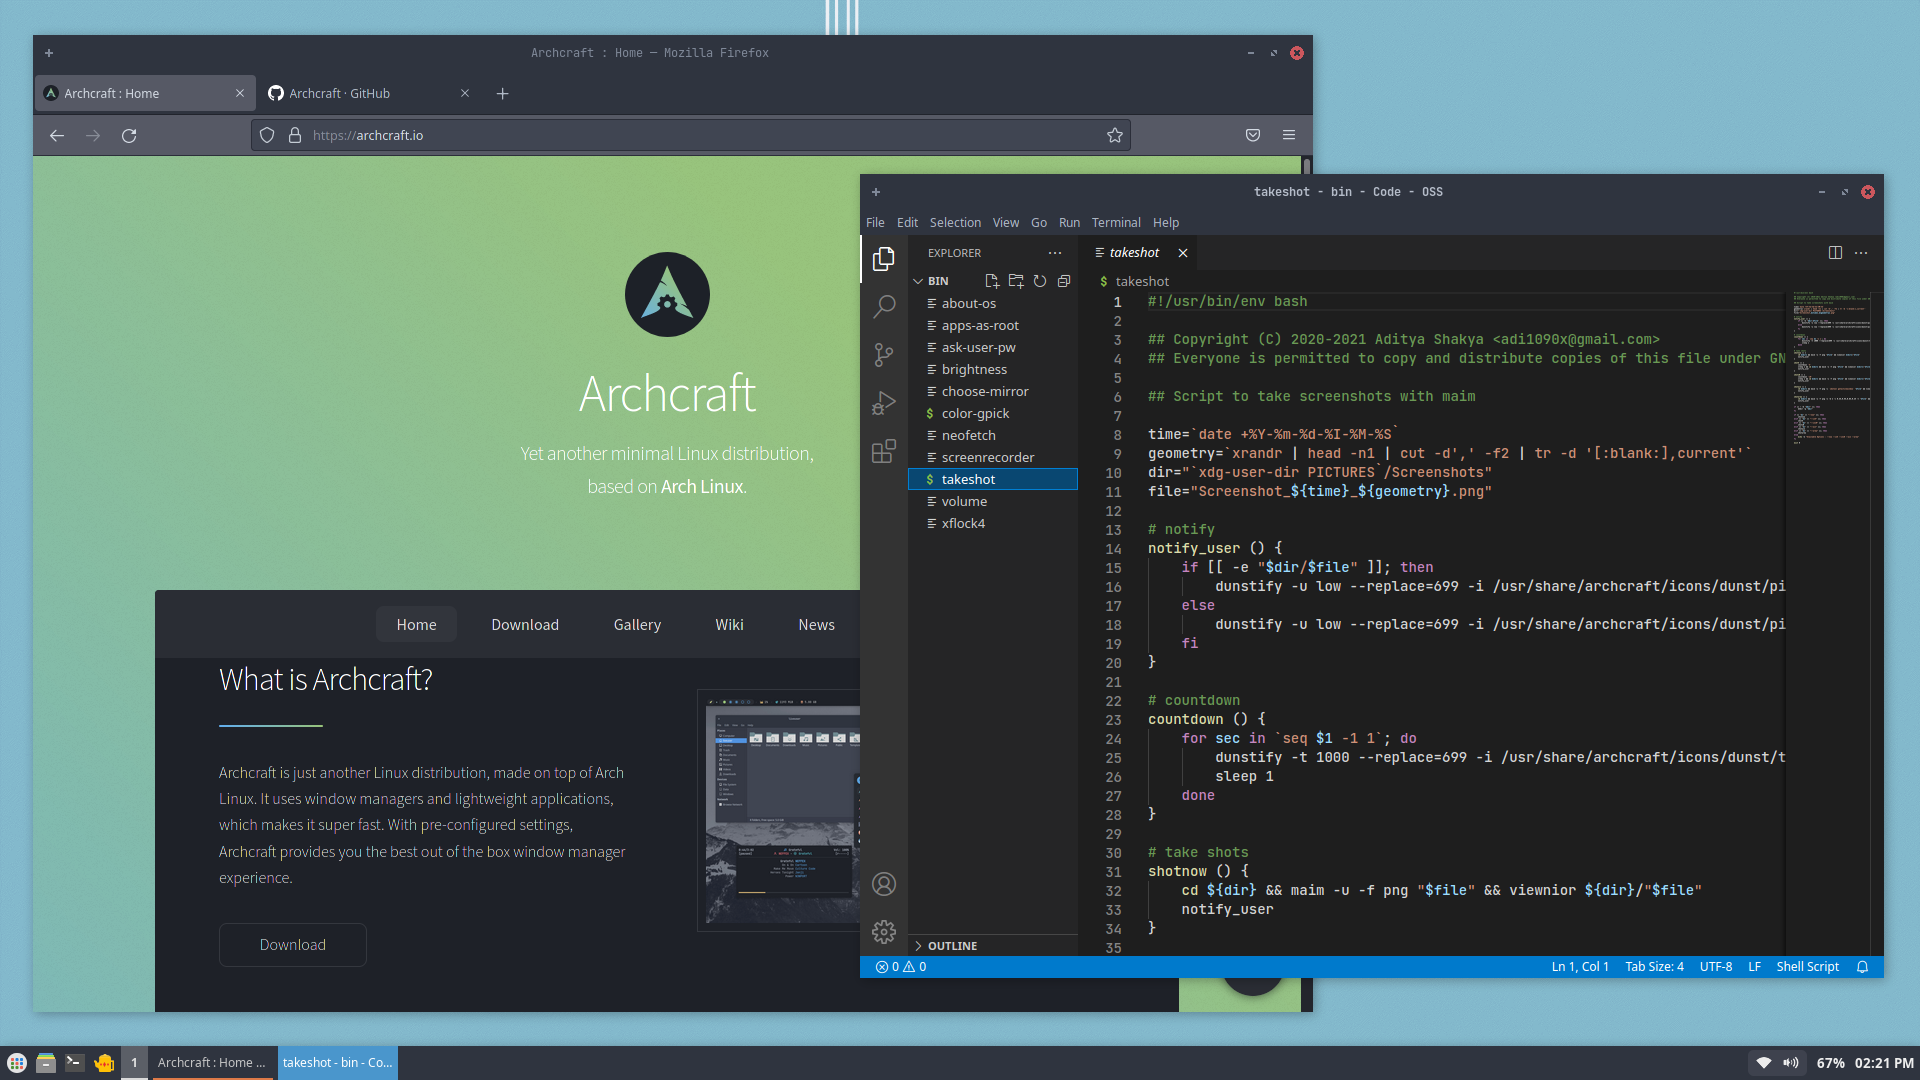 Archcraft : Home — Mozilla Firefox
Archcraft : Home
Archcraft · GitHub
https://archcraft.io
Archcraft
Yet another minimal Linux distribution,
based on Arch Linux.
Home Download Gallery Wiki News
What is Archcraft?
Archcraft is just another Linux distribution, made on top of Arch
Linux. It uses window managers and lightweight applications,
which makes it super fast. With pre-configured settings,
Archcraft provides you the best out of the box window manager
experience.
Download
takeshot - bin - Code - OSS
File Edit Selection View Go Run Terminal Help
EXPLORER
BIN
about-os
apps-as-root
ask-user-pw
brightness
choose-mirror
$ color-gpick
neofetch
screenrecorder
$ takeshot
volume
xflock4
OUTLINE
takeshot
$ takeshot
1 #!/usr/bin/env bash
2
3 ## Copyright (C) 2020-2021 Aditya Shakya <adi1090x@gmail.com>
4 ## Everyone is permitted to copy and distribute copies of this file under GN
5
6 ## Script to take screenshots with maim
7
8 time=`date +%Y-%m-%d-%I-%M-%S`
9 geometry=`xrandr | head -n1 | cut -d',' -f2 | tr -d '[:blank:],current'`
10 dir="`xdg-user-dir PICTURES`/Screenshots"
11 file="Screenshot_${time}_${geometry}.png"
12
13 # notify
14 notify_user () {
15 if [[ -e "$dir/$file" ]]; then
16 dunstify -u low --replace=699 -i /usr/share/archcraft/icons/dunst/pi
17 else
18 dunstify -u low --replace=699 -i /usr/share/archcraft/icons/dunst/pi
19 fi
20 }
21
22 # countdown
23 countdown () {
24 for sec in `seq $1 -1 1`; do
25 dunstify -t 1000 --replace=699 -i /usr/share/archcraft/icons/dunst/t
26 sleep 1
27 done
28 }
29
30 # take shots
31 shotnow () {
32 cd ${dir} && maim -u -f png "$file" && viewnior ${dir}/"$file"
33 notify_user
34 }
35
0 0
Ln 1, Col 1 Tab Size: 4 UTF-8 LF Shell Script
1 Archcraft : Home ... takeshot - bin - Co...
67% 02:21 PM